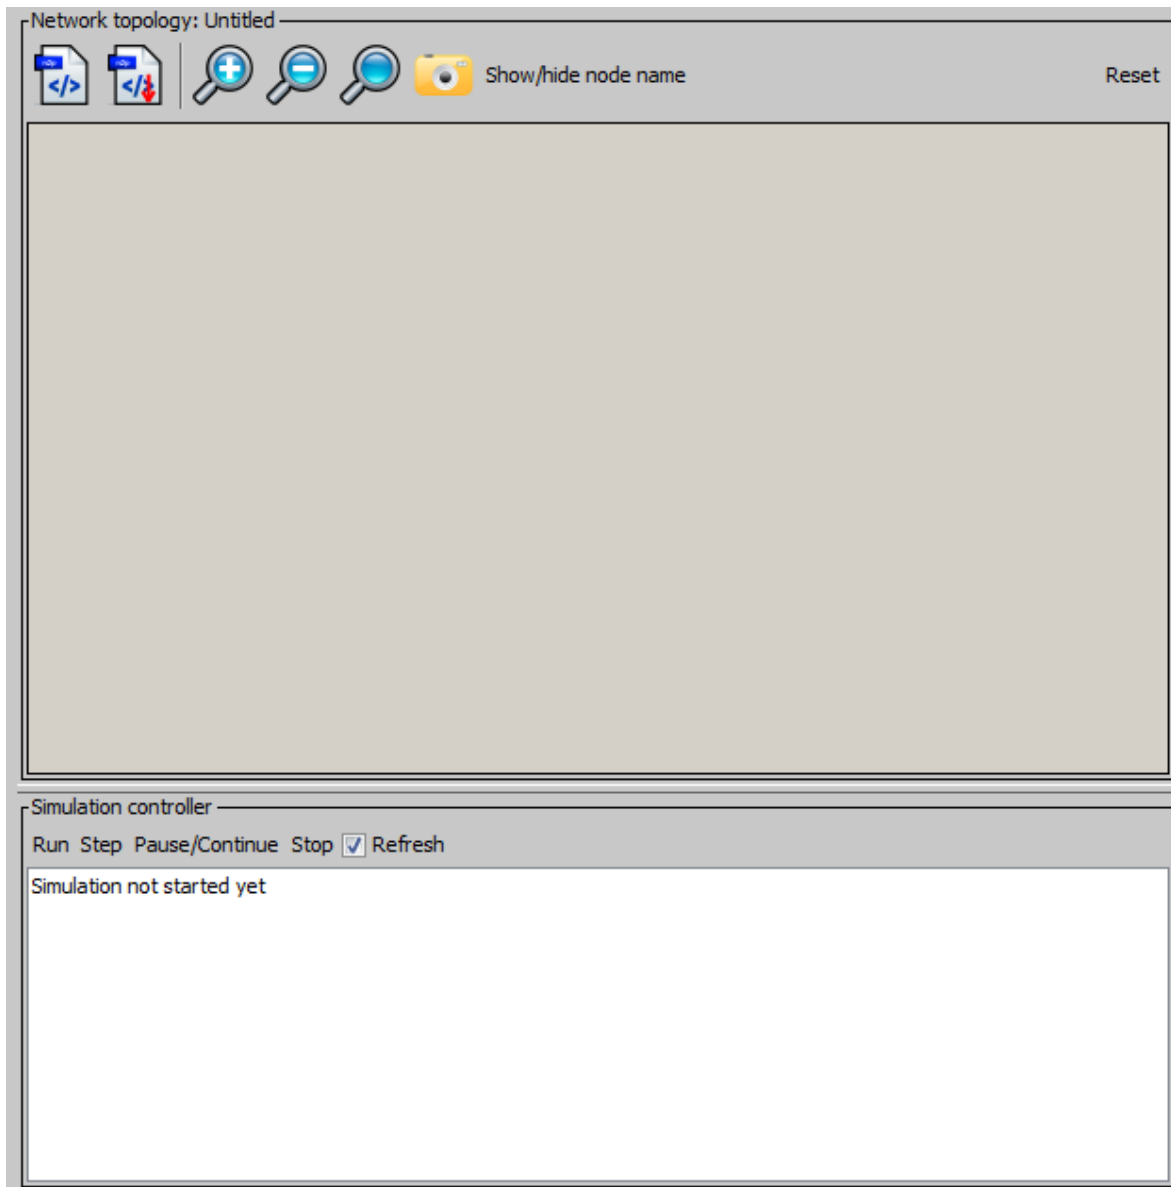 Network topology: Untitled
</> </> Show/hide node name Reset
Simulation controller
Run Step Pause/Continue Stop Refresh
Simulation not started yet